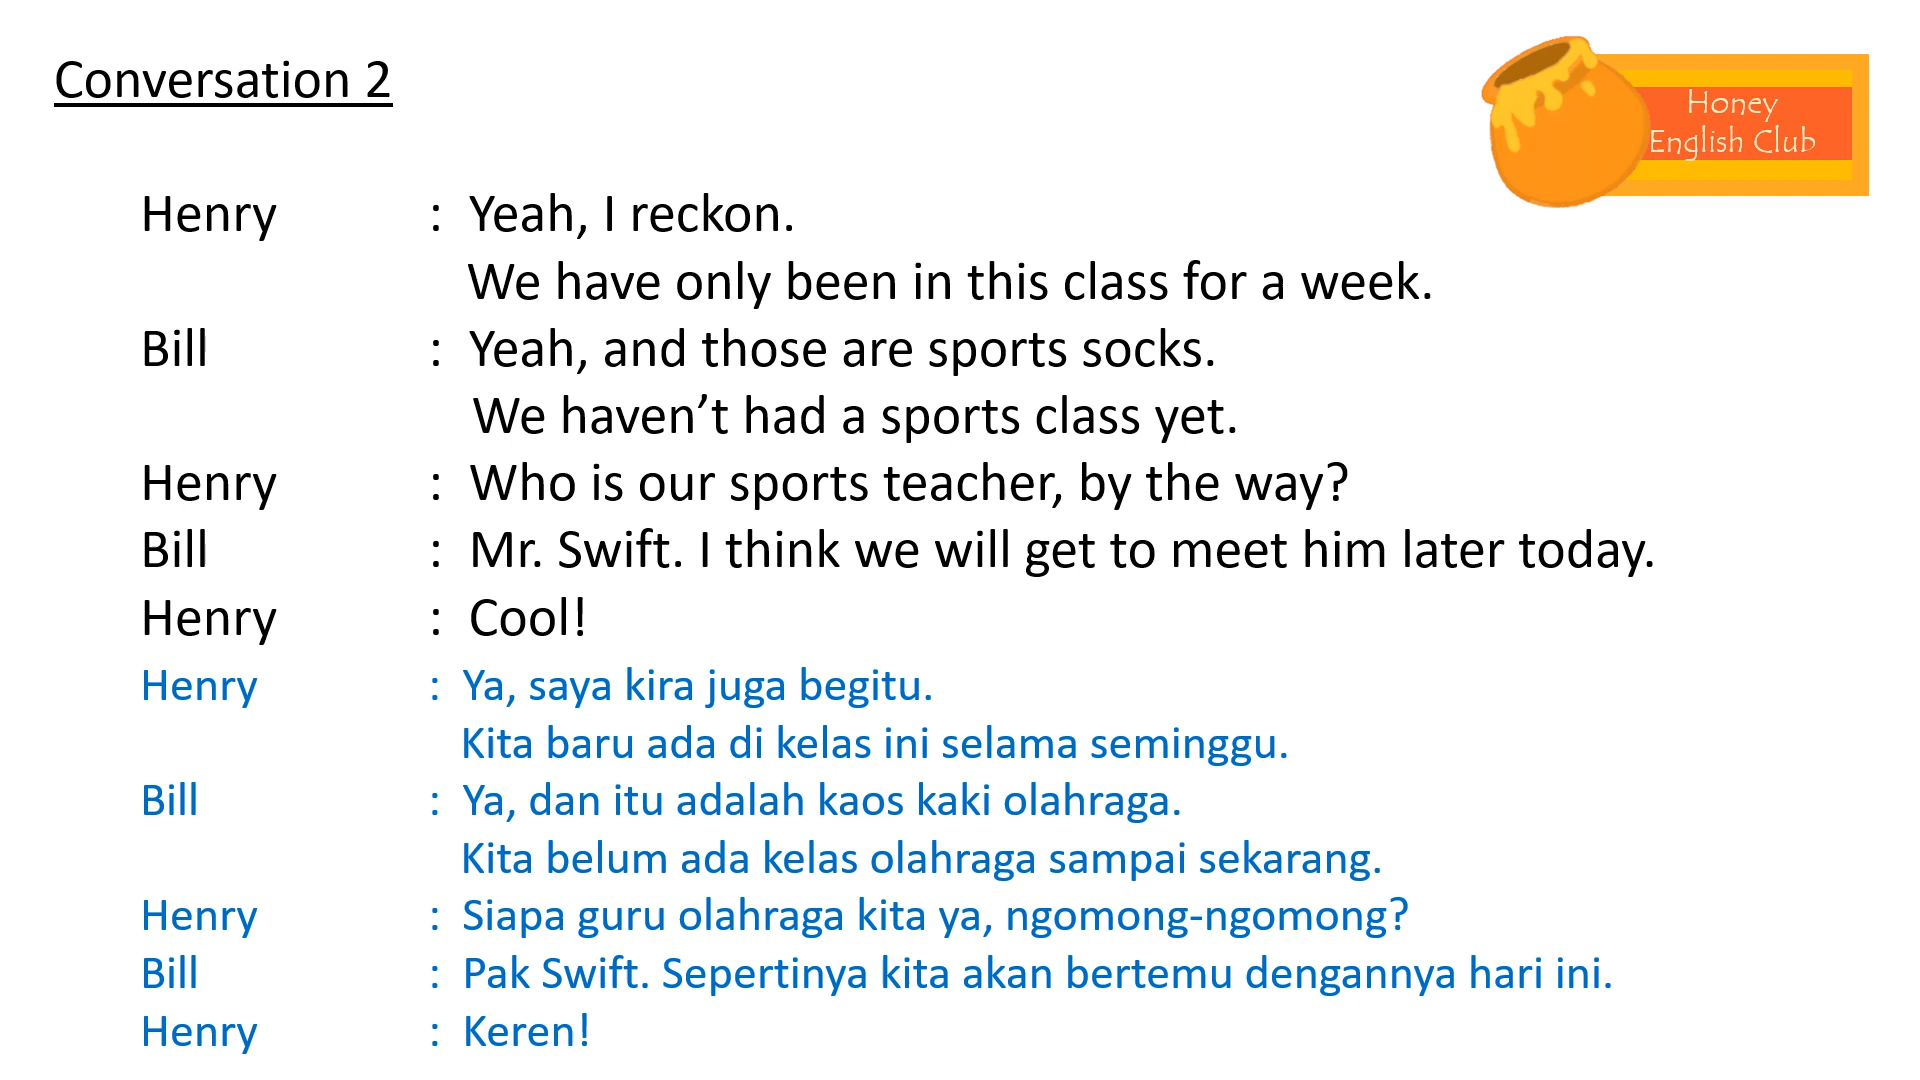 Conversation 2
Honey
English Club
Henry : Yeah, I reckon.
We have only been in this class for a week.
Bill : Yeah, and those are sports socks.
We haven’t had a sports class yet.
Henry : Who is our sports teacher, by the way?
Bill : Mr. Swift. I think we will get to meet him later today.
Henry : Cool!
Henry : Ya, saya kira juga begitu.
Kita baru ada di kelas ini selama seminggu.
Bill : Ya, dan itu adalah kaos kaki olahraga.
Kita belum ada kelas olahraga sampai sekarang.
Henry : Siapa guru olahraga kita ya, ngomong-ngomong?
Bill : Pak Swift. Sepertinya kita akan bertemu dengannya hari ini.
Henry : Keren!